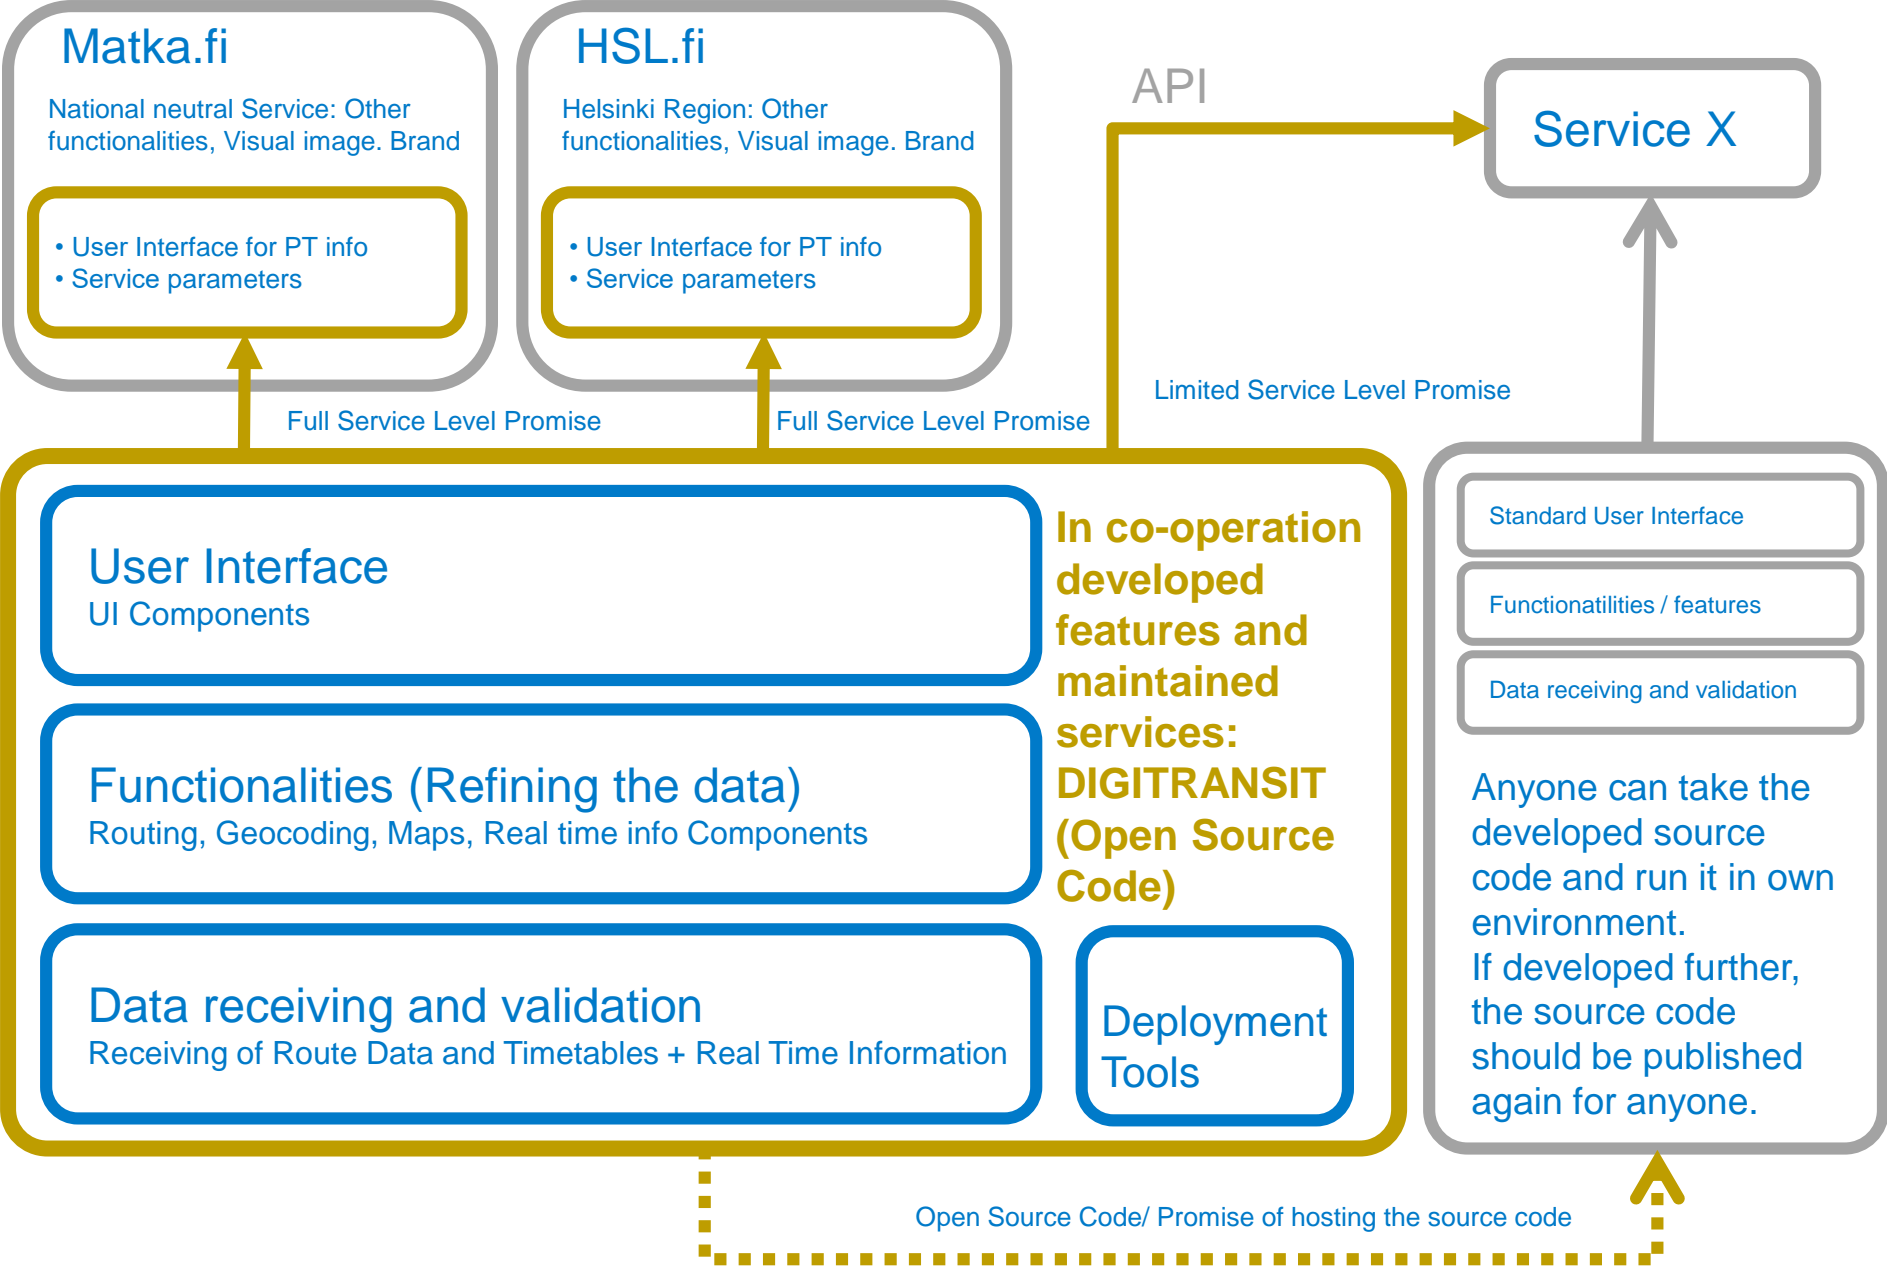 Matka.fi
National neutral Service: Other
functionalities, Visual image. Brand
• User Interface for PT info
• Service parameters
HSL.fi
Helsinki Region: Other
functionalities, Visual image. Brand
• User Interface for PT info
• Service parameters
API
Service X
Full Service Level Promise
Full Service Level Promise
Limited Service Level Promise
User Interface
UI Components
Functionalities (Refining the data)
Routing, Geocoding, Maps, Real time info Components
Data receiving and validation
Receiving of Route Data and Timetables + Real Time Information
In co-operation
developed
features and
maintained
services:
DIGITRANSIT
(Open Source
Code)
Deployment
Tools
Standard User Interface
Functionatilities / features
Data receiving and validation
Anyone can take the
developed source
code and run it in own
environment.
If developed further,
the source code
should be published
again for anyone.
Open Source Code/ Promise of hosting the source code